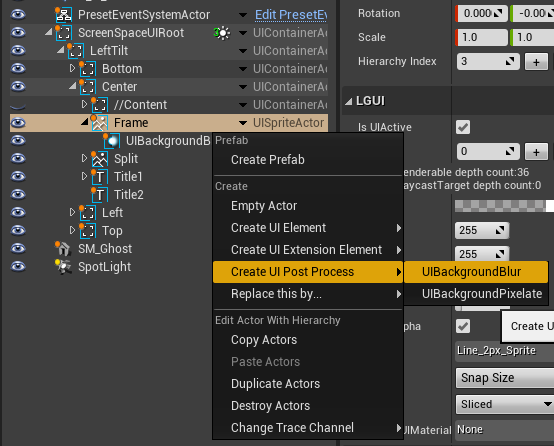 PresetEventSystemActor Edit PresetEv
ScreenSpaceUIRoot UIContainerAc
LeftTilt UIContainerAc
Bottom UIContainerAc
Center UIContainerAc
//Content UIContainerAc
Frame UISpriteActor
UIBackgroundB
Split
Title1
Title2
Left
Top
SM_Ghost
SpotLight
Prefab
Create Prefab
Create
Empty Actor
Create UI Element
Create UI Extension Element
Create UI Post Process
Replace this by...
Edit Actor With Hierarchy
Copy Actors
Paste Actors
Duplicate Actors
Destroy Actors
Change Trace Channel
UIBackgroundBlur
UIBackgroundPixelate
Create U
Rotation 0.000 -0.00
Scale 1.0 1.0
Hierarchy Index 3
LGUI
Is UIActive
0
enderable depth count:36
aycastTarget depth count:0
255
255
pha
Line_2px_Sprite
Snap Size
Sliced
UIMaterial None